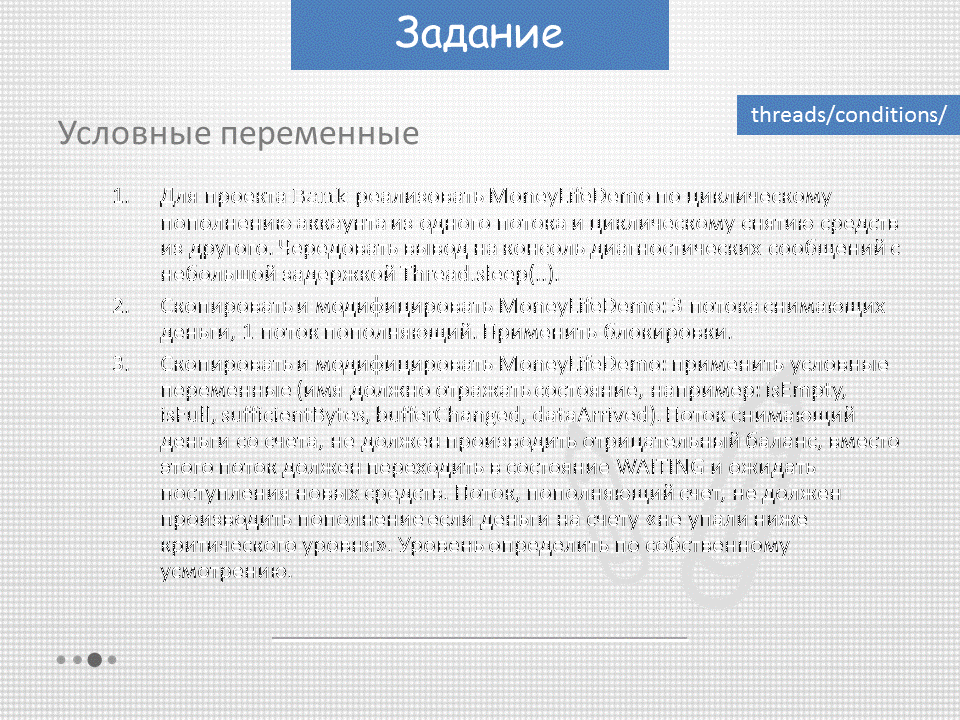 Задание
threads/conditions/
Условные переменные
1. Для проекта Bank реализовать MoneyLifeDemo по циклическому
пополнению аккаунта из одного потока и циклическому снятию средств
из другого. Чередовать вывод на консоль диагностических сообщений с
небольшой задержкой Thread.sleep(..).
2. Скопировать и модифицировать MoneyLifeDemo: 3 потока снимающих
деньги, 1 поток пополняющий. Применить блокировки.
3. Скопировать и модифицировать MoneyLifeDemo: применить условные
переменные (имя должно отражать состояние, например: isEmpty,
isFull, sufficientBytes, bufferChanged, dataArrived). Поток снимающий
деньги со счета, не должен производить отрицательный баланс, вместо
этого поток должен переходить в состояние WAITING и ожидать
поступления новых средств. Поток, пополняющий счет, не должен
производить пополнение если деньги на счету «не упали ниже
критического уровня». Уровень определить по собственному
усмотрению.